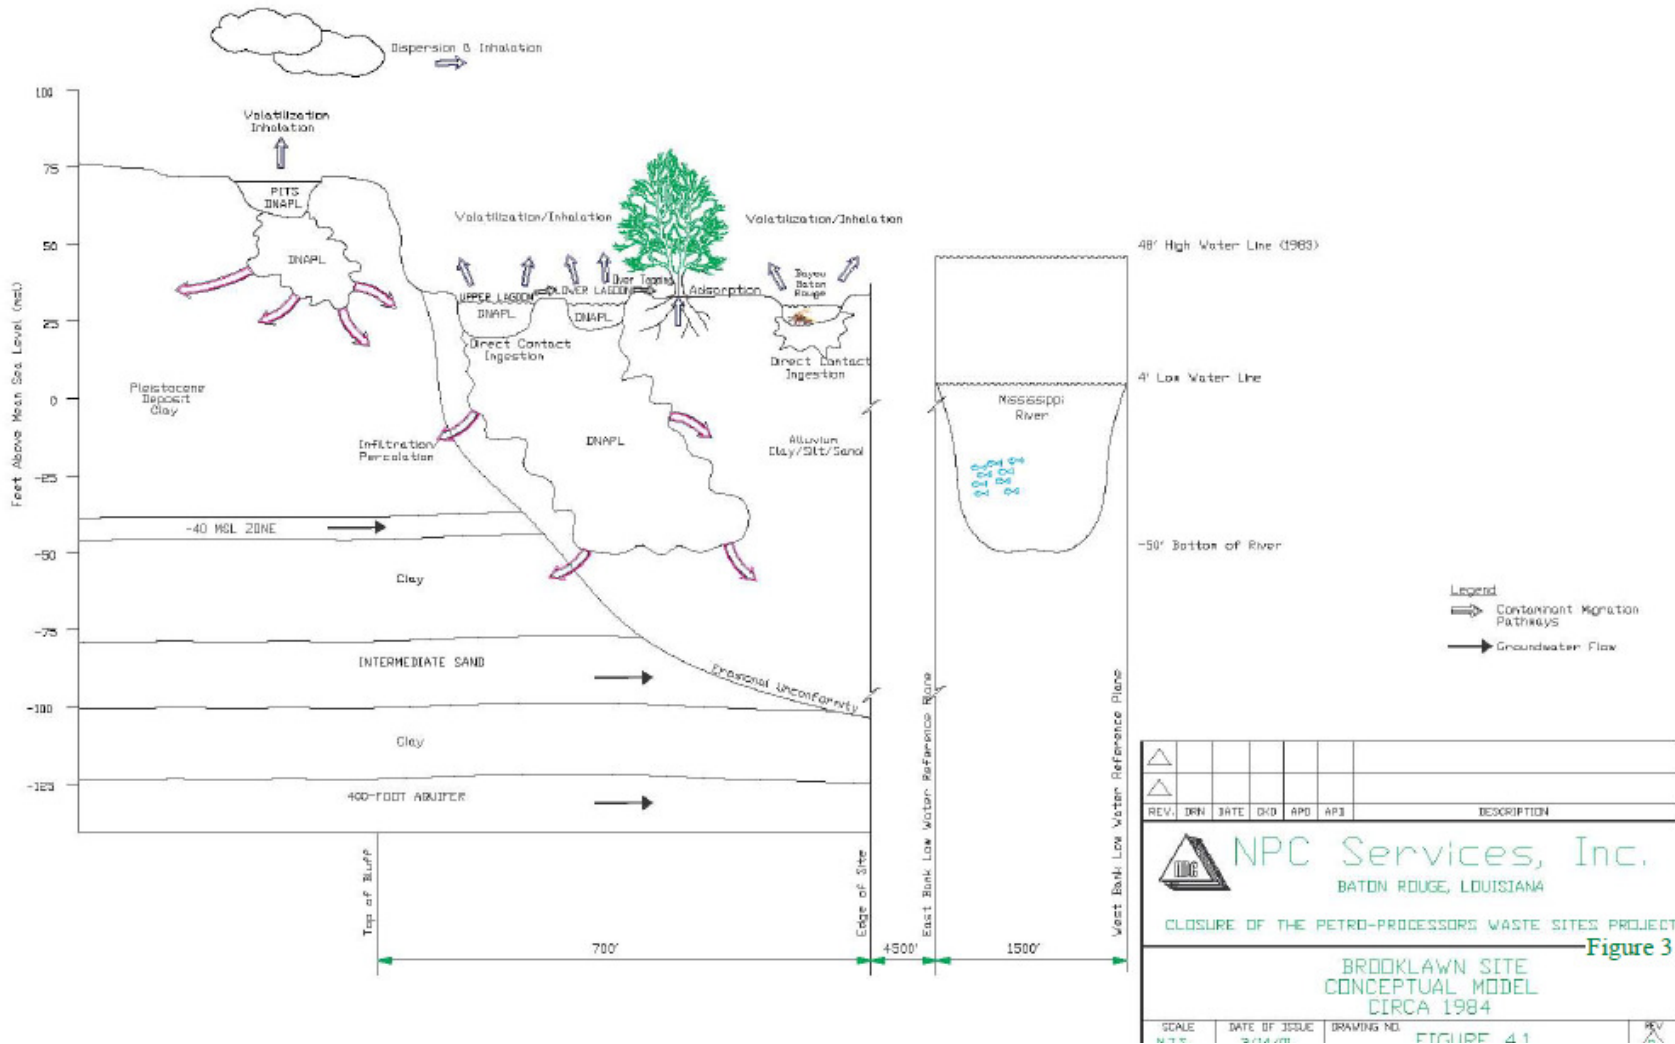 Dispersion & Inhalation
Volatilization
Inhalation
100
75
50
25
0
-25
-50
-75
-100
-125
Feet Above Mean Sea Level (msl)
PITS
DNAPL
DNAPL
Volatilization/Inhalation
Volatilization/Inhalation
UPPER LAGOON
LOWER LAGOON
Over Topping
Adsorption
Bayou
Baton
Rouge
DNAPL
DNAPL
Direct Contact
Ingestion
Direct Contact
Ingestion
Pleistocene
Deposit
Clay
Infiltration
Percolation
DNAPL
Alluvium
Clay/Silt/Sand
-40 MSL ZONE
Clay
INTERMEDIATE SAND
Erosional Unconformity
Clay
400-FOOT AQUIFER
48' High Water Line (1983)
4' Low Water Line
Mississippi
River
-50' Bottom of River
Legend
Contaminant Migration
Pathways
Groundwater Flow
Top of Bluff
Edge of Site
East Bank Low Water Reference Plane
West Bank Low Water Reference Plane
700'
4500'
1500'
REV. DRN DATE CKD APD APD DESCRIPTION
NPC Services, Inc.
BATON ROUGE, LOUISIANA
CLOSURE OF THE PETRO-PROCESSORS WASTE SITES PROJECT
Figure 3
BROOKLAWN SITE
CONCEPTUAL MODEL
CIRCA 1984
SCALE DATE OF ISSUE DRAWING NO. REV
N.T.S. FIGURE 4.1